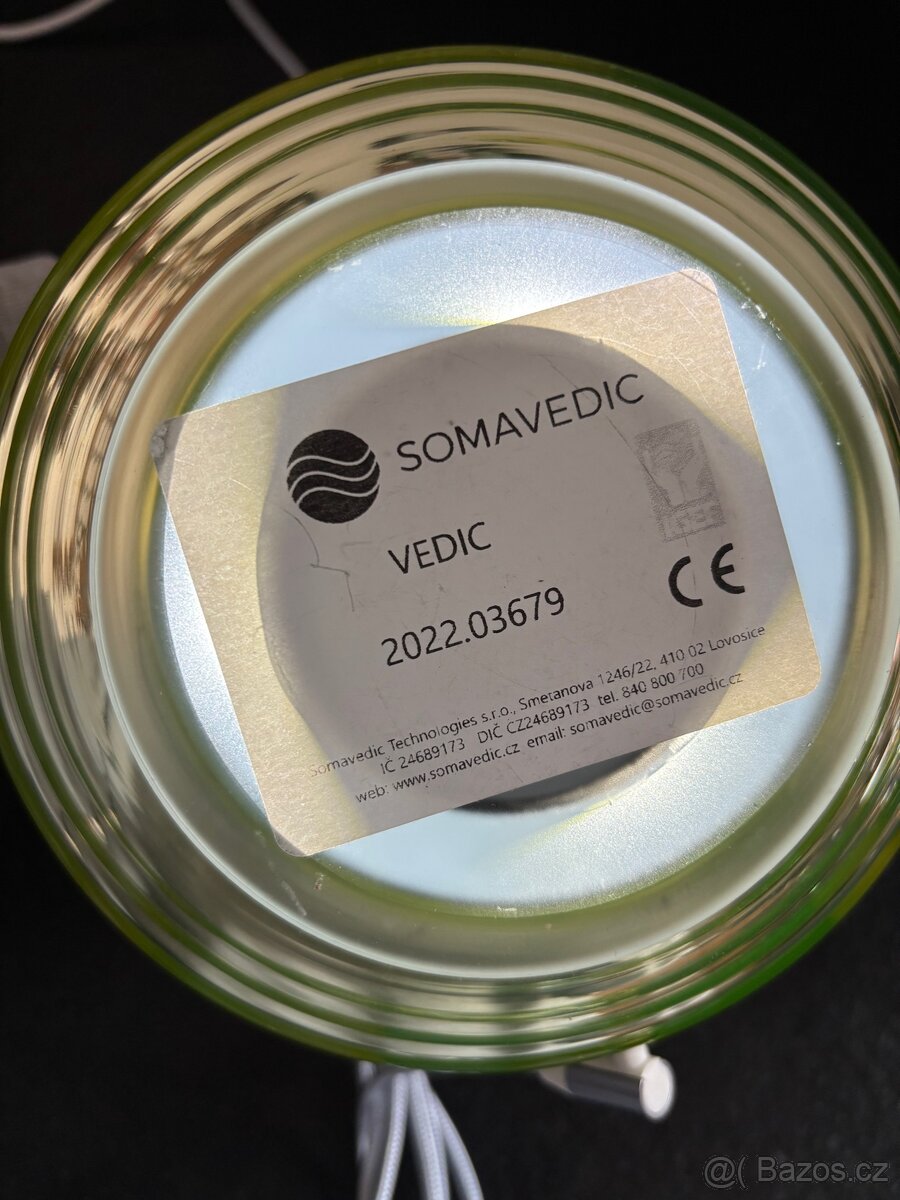 SOMAVEDIC
VEDIC
2022.03679
CE
Somavedic Technologies s.r.o., Smetanova 1246/22, 410 02 Lovosice
IČ 24689173 DIČ CZ24689173 tel. 840 800 700
web: www.somavedic.cz email: somavedic@somavedic.cz
@( Bazos.cz